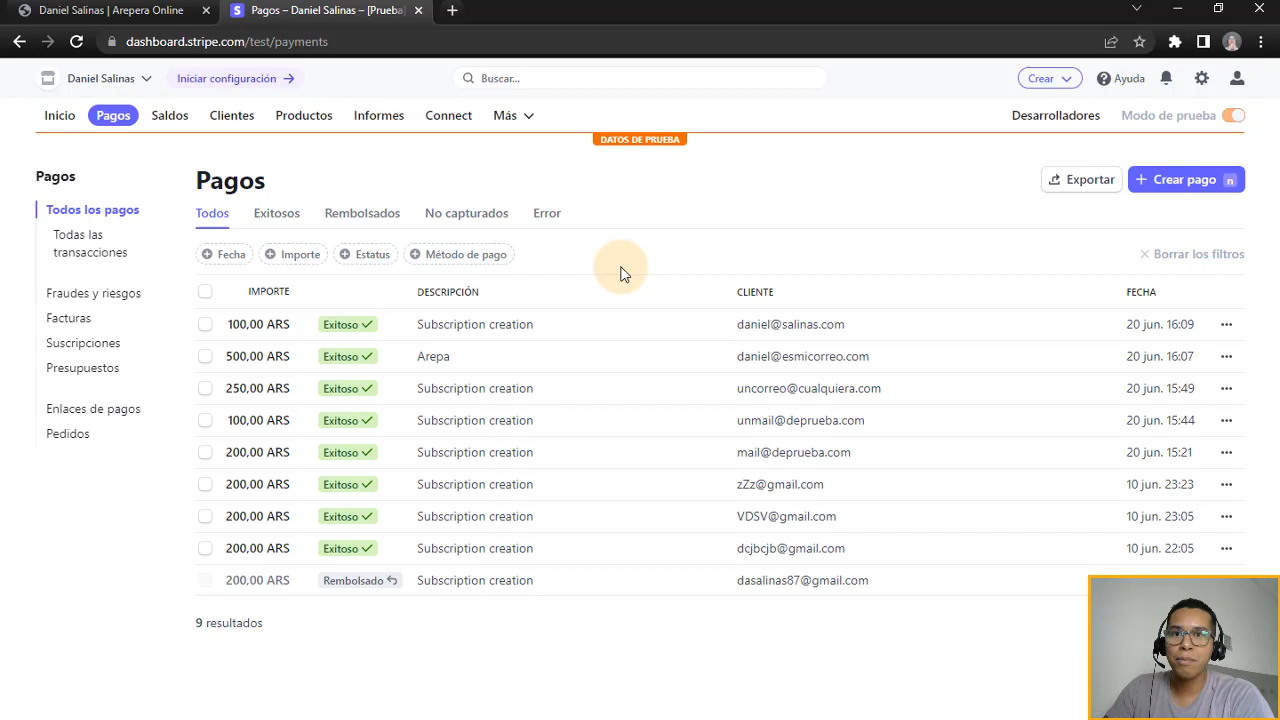 Daniel Salinas | Arepera Online
Pagos – Daniel Salinas – [Prueba]
dashboard.stripe.com/test/payments
Daniel Salinas
Iniciar configuración →
Buscar...
Crear
Ayuda
Inicio
Pagos
Saldos
Clientes
Productos
Informes
Connect
Más
Desarrolladores
Modo de prueba
DATOS DE PRUEBA
Pagos
Todos los pagos
Todas las
transacciones
Fraudes y riesgos
Facturas
Suscripciones
Presupuestos
Enlaces de pagos
Pedidos
Pagos
Exportar
+ Crear pago n
Todos
Exitosos
Rembolsados
No capturados
Error
Fecha
Importe
Estatus
Método de pago
Borrar los filtros
IMPORTE DESCRIPCIÓN CLIENTE FECHA
100,00 ARS Exitoso Subscription creation daniel@salinas.com 20 jun. 16:09
500,00 ARS Exitoso Arepa daniel@esmicorreo.com 20 jun. 16:07
250,00 ARS Exitoso Subscription creation uncorreo@cualquiera.com 20 jun. 15:49
100,00 ARS Exitoso Subscription creation unmail@deprueba.com 20 jun. 15:44
200,00 ARS Exitoso Subscription creation mail@deprueba.com 20 jun. 15:21
200,00 ARS Exitoso Subscription creation zZz@gmail.com 10 jun. 23:23
200,00 ARS Exitoso Subscription creation VDSV@gmail.com 10 jun. 23:05
200,00 ARS Exitoso Subscription creation dcjbcjb@gmail.com 10 jun. 22:05
200,00 ARS Rembolsado Subscription creation dasalinas87@gmail.com
9 resultados